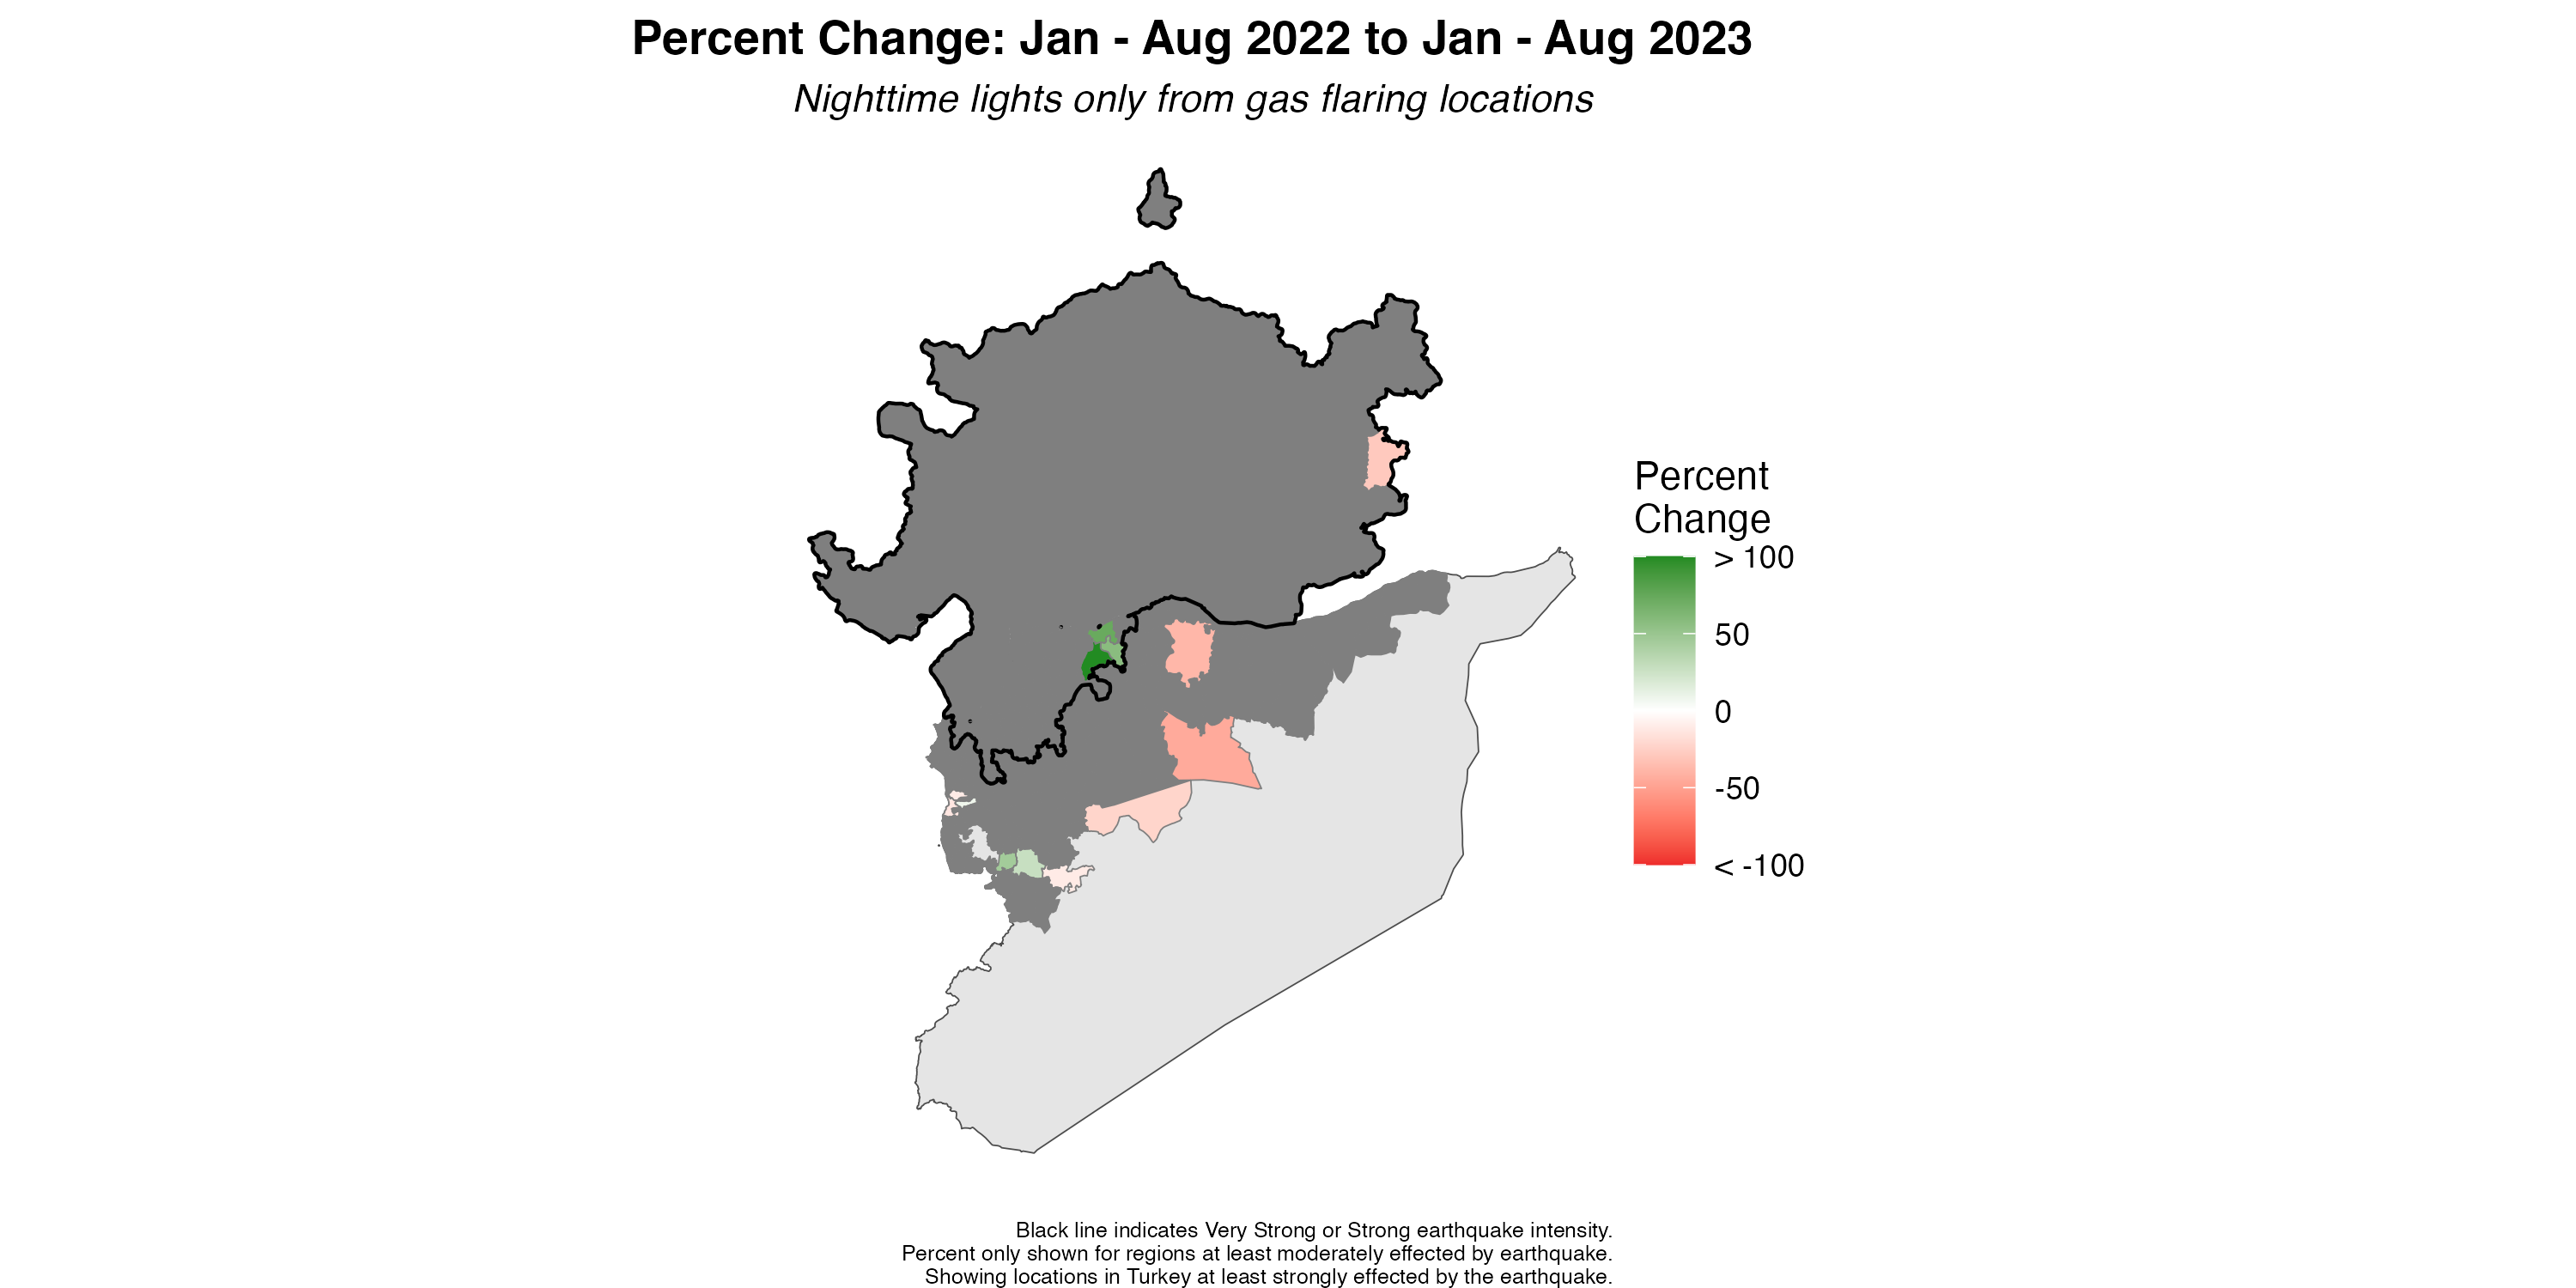 Percent Change: Jan - Aug 2022 to Jan - Aug 2023
Nighttime lights only from gas flaring locations
Percent
Change
> 100
50
0
-50
< -100
Black line indicates Very Strong or Strong earthquake intensity.
Percent only shown for regions at least moderately effected by earthquake.
Showing locations in Turkey at least strongly effected by the earthquake.